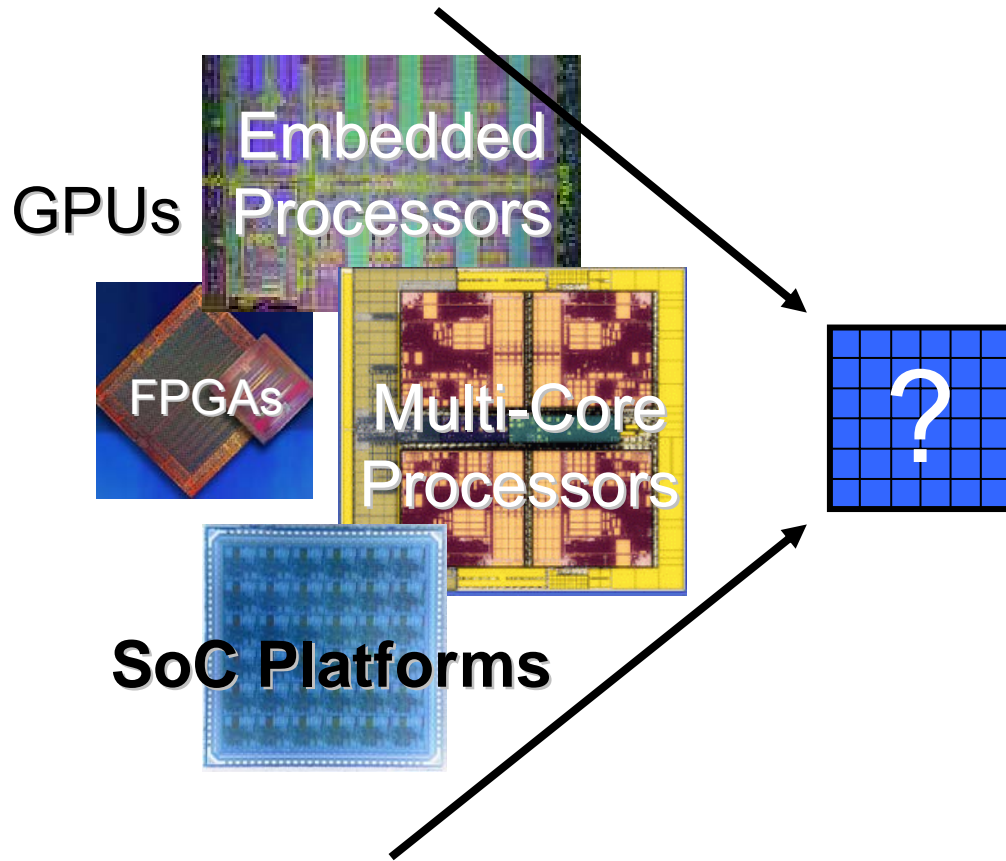 Embedded
Processors
GPUs
FPGAs
Multi-Core
Processors
SoC Platforms
?